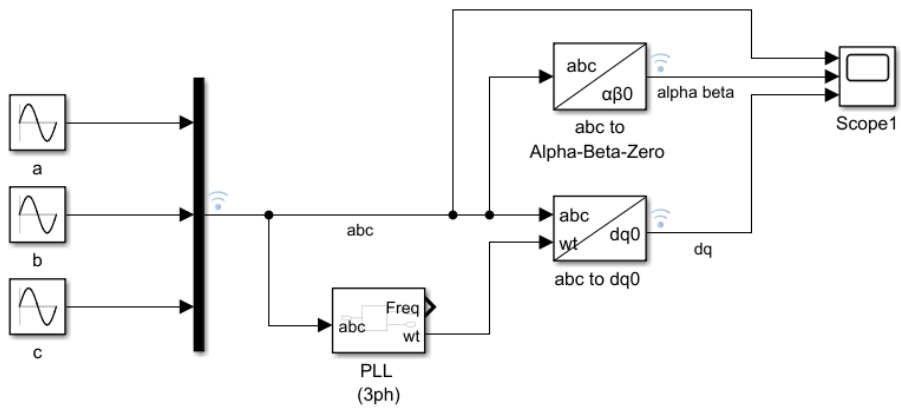 a
b
c
abc
abc
Freq
wt
PLL
(3ph)
abc
αβ0
abc to
Alpha-Beta-Zero
alpha beta
abc
wt
dq0
abc to dq0
dq
Scope1